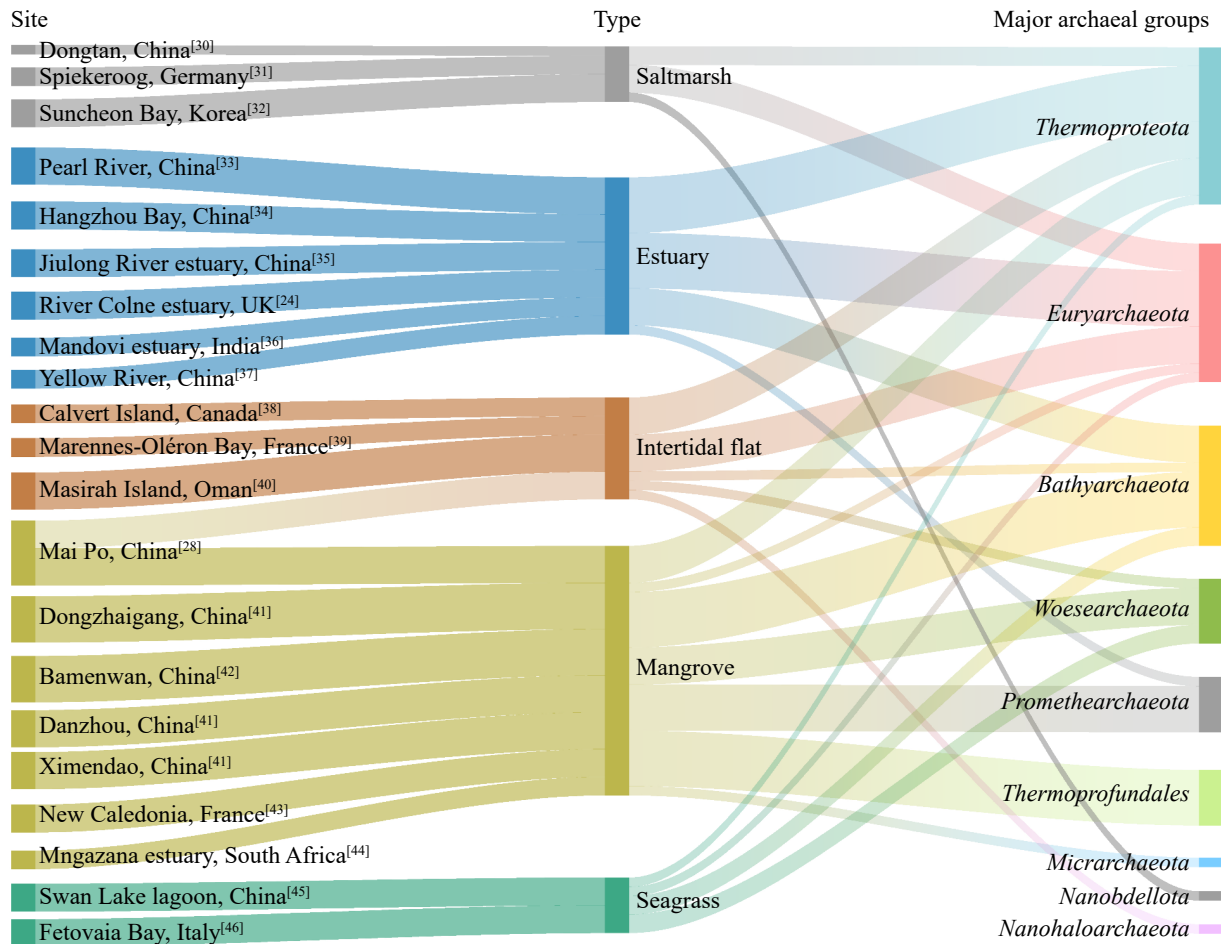 Site
Type
Major archaeal groups
Dongtan, China[30]
Spiekeroog, Germany[31]
Suncheon Bay, Korea[32]
Pearl River, China[33]
Hangzhou Bay, China[34]
Jiulong River estuary, China[35]
River Colne estuary, UK[24]
Mandovi estuary, India[36]
Yellow River, China[37]
Calvert Island, Canada[38]
Marennes-Oléron Bay, France[39]
Masirah Island, Oman[40]
Mai Po, China[28]
Dongzhaigang, China[41]
Bamenwan, China[42]
Danzhou, China[41]
Ximendao, China[41]
New Caledonia, France[43]
Mngazana estuary, South Africa[44]
Swan Lake lagoon, China[45]
Fetovaia Bay, Italy[46]
Saltmarsh
Estuary
Intertidal flat
Mangrove
Seagrass
Thermoproteota
Euryarchaeota
Bathyarchaeota
Woesearchaeota
Promethearchaeota
Thermoprofundales
Micrarchaeota
Nanobdellota
Nanohaloarchaeota